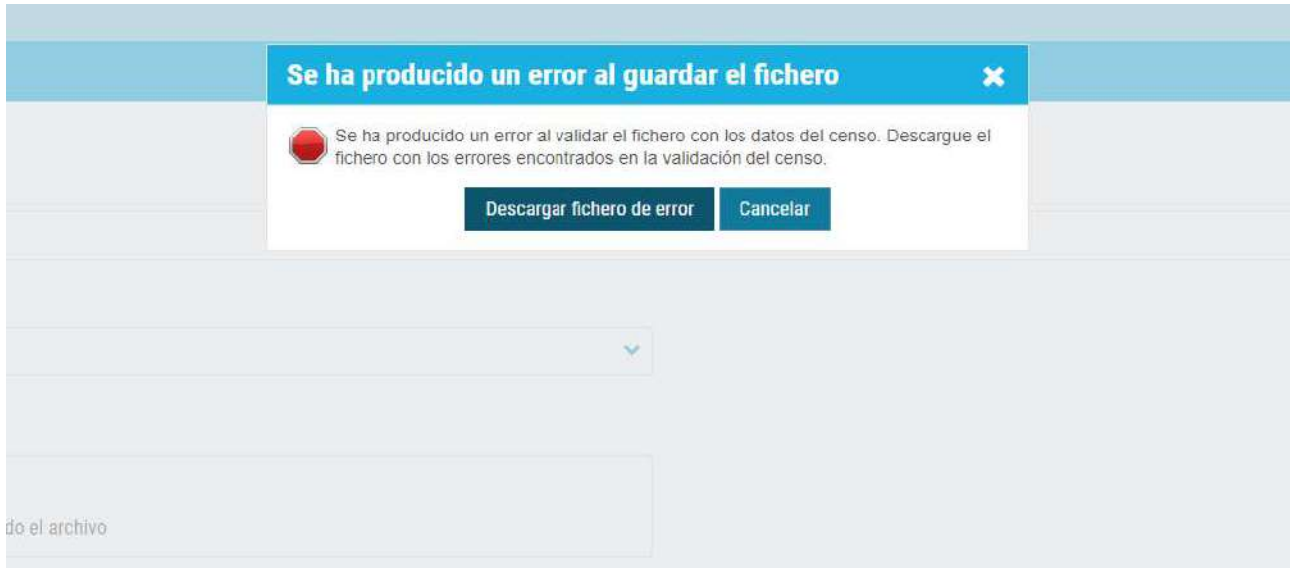 Se ha producido un error al guardar el fichero
Se ha producido un error al validar el fichero con los datos del censo. Descargue el
fichero con los errores encontrados en la validación del censo.
Descargar fichero de error
Cancelar
do el archivo